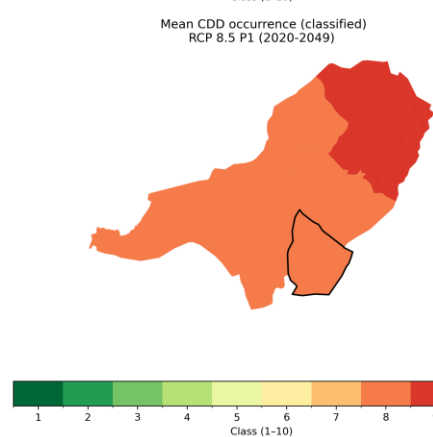 Mean CDD occurrence (classified)
RCP 8.5 P1 (2020-2049)
1 2 3 4 5 6 7 8
Class (1–10)